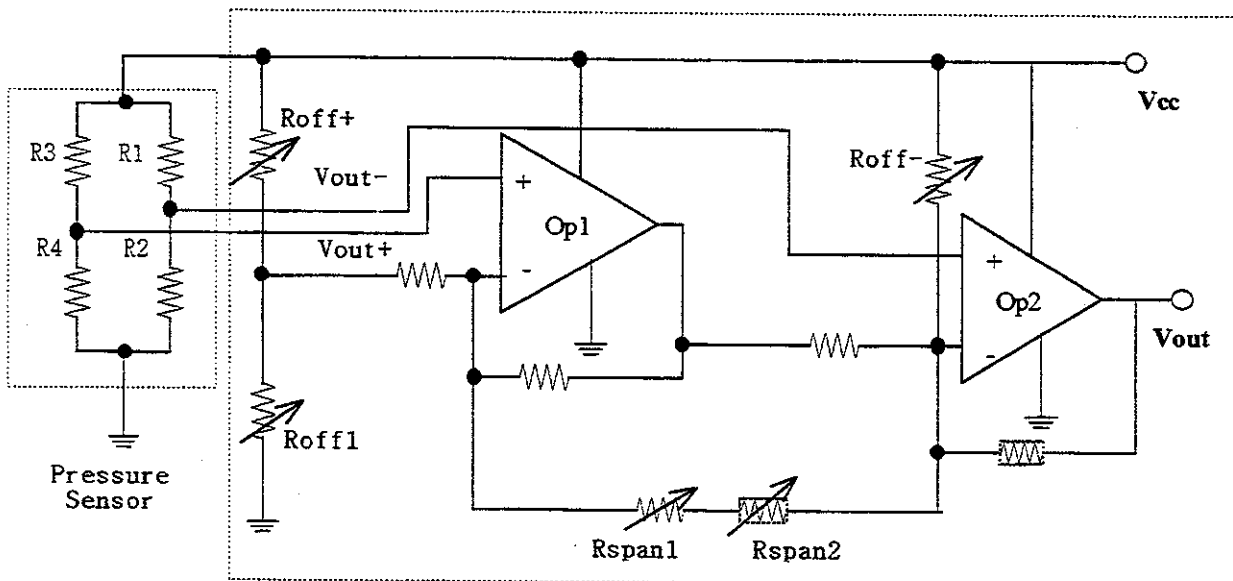 Vcc
Roff+
R3
R1
Roff-
Vout-
+
Op1
Vout+
R4
R2
-
+
Op2
Vout
-
Roff1
Pressure
Sensor
Rspan1
Rspan2